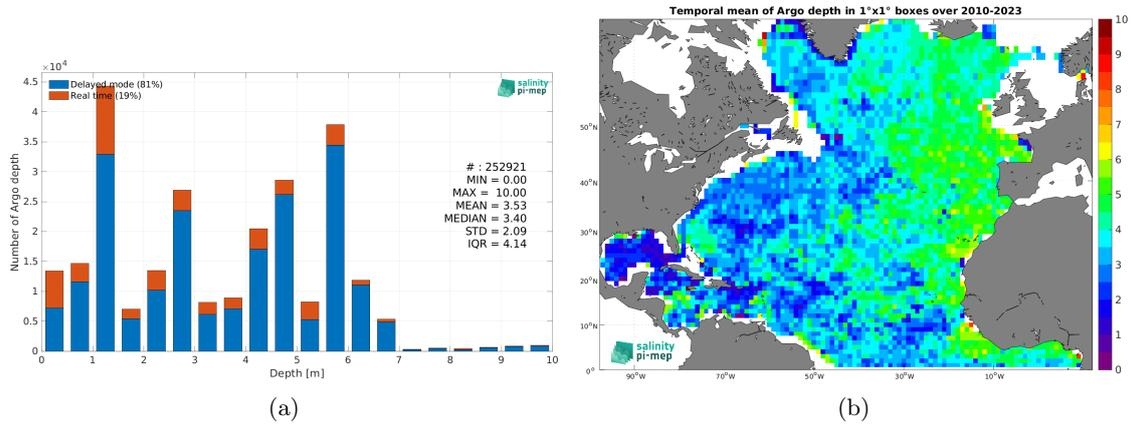 ×10⁴
4.5
4
3.5
3
2.5
2
1.5
1
0.5
0
Number of Argo depth
Delayed mode (81%)
Real time (19%)
salinity
pi-mep
# : 252921
MIN = 0.00
MAX = 10.00
MEAN = 3.53
MEDIAN = 3.40
STD = 2.09
IQR = 4.14
0 1 2 3 4 5 6 7 8 9 10
Depth [m]
(a)
Temporal mean of Argo depth in 1°x1° boxes over 2010-2023
50°N
40°N
30°N
20°N
10°N
0°
90°W 70°W 50°W 30°W 10°W
salinity
pi-mep
10
9
8
7
6
5
4
3
2
1
0
(b)